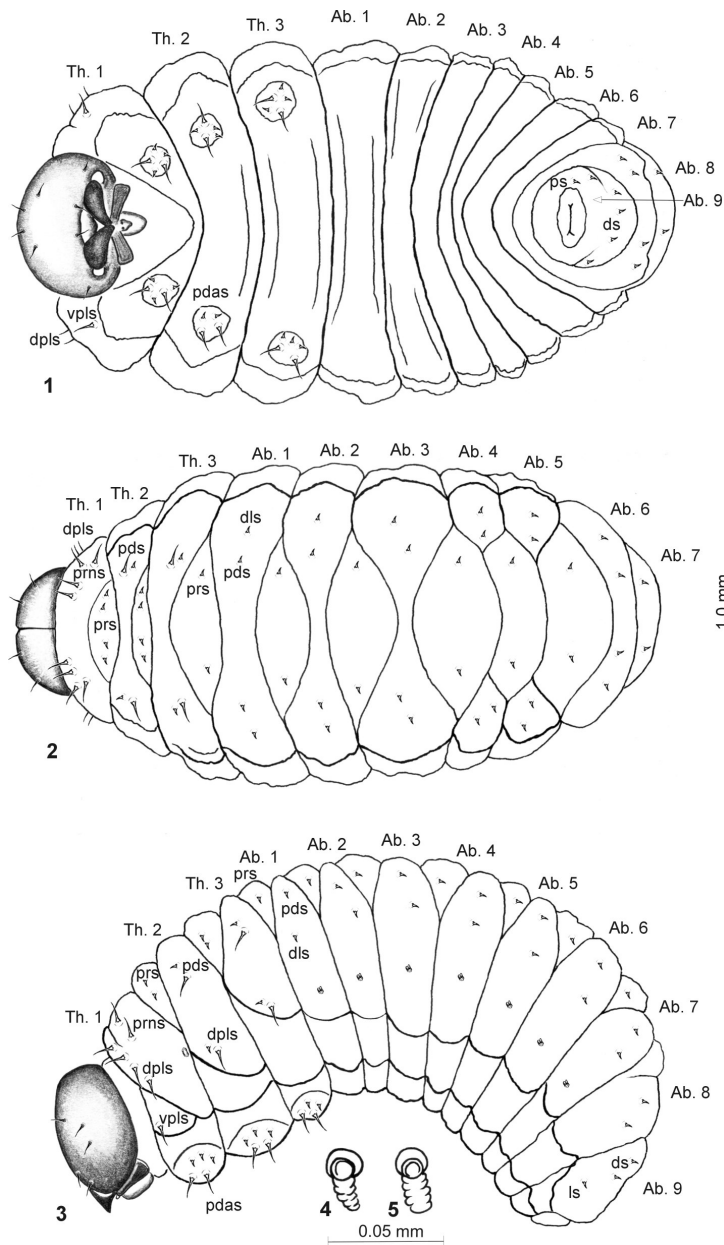 Th. 1
Th. 2
Th. 3
Ab. 1
Ab. 2
Ab. 3
Ab. 4
Ab. 5
Ab. 6
Ab. 7
Ab. 8
Ab. 9
ps
ds
pdas
vpls
dpls
1
Th. 1
Th. 2
Th. 3
Ab. 1
Ab. 2
Ab. 3
Ab. 4
Ab. 5
Ab. 6
Ab. 7
dpls
prns
pds
prs
prs
dls
pds
2
1.0 mm
Th. 1
Th. 2
Th. 3
Ab. 1
prs
Ab. 2
Ab. 3
Ab. 4
Ab. 5
Ab. 6
Ab. 7
Ab. 8
Ab. 9
pds
dls
prs
pds
prns
dpls
dpls
vpls
pdas
ds
ls
3
4
5
0.05 mm